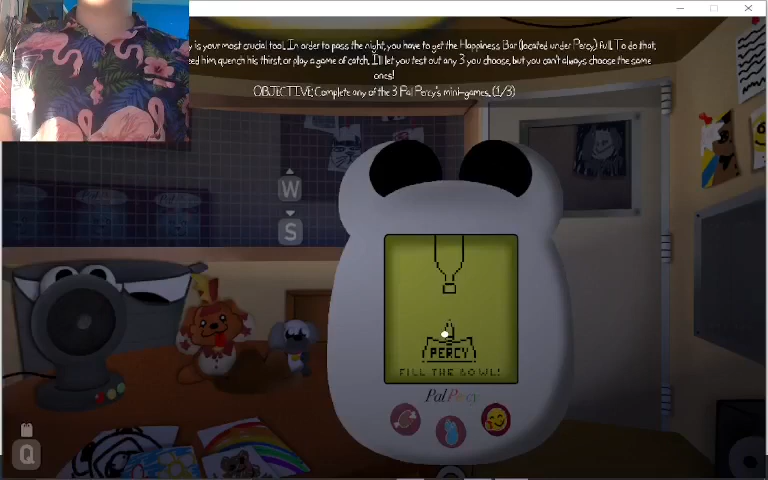 is your most crucial tool. In order to pass the night, you have to get the Happiness Bar (located under Percy) full. To do that,
him, quench his thirst, or play a game of catch. I'll let you test out any 3 you choose, but you can't always choose the same
ones!
OBJECTIVE: Complete any of the 3 Pal Percy's mini-games. (1/3)
W
S
PERCY
FILL THE BOWL!
PalPercy
Q